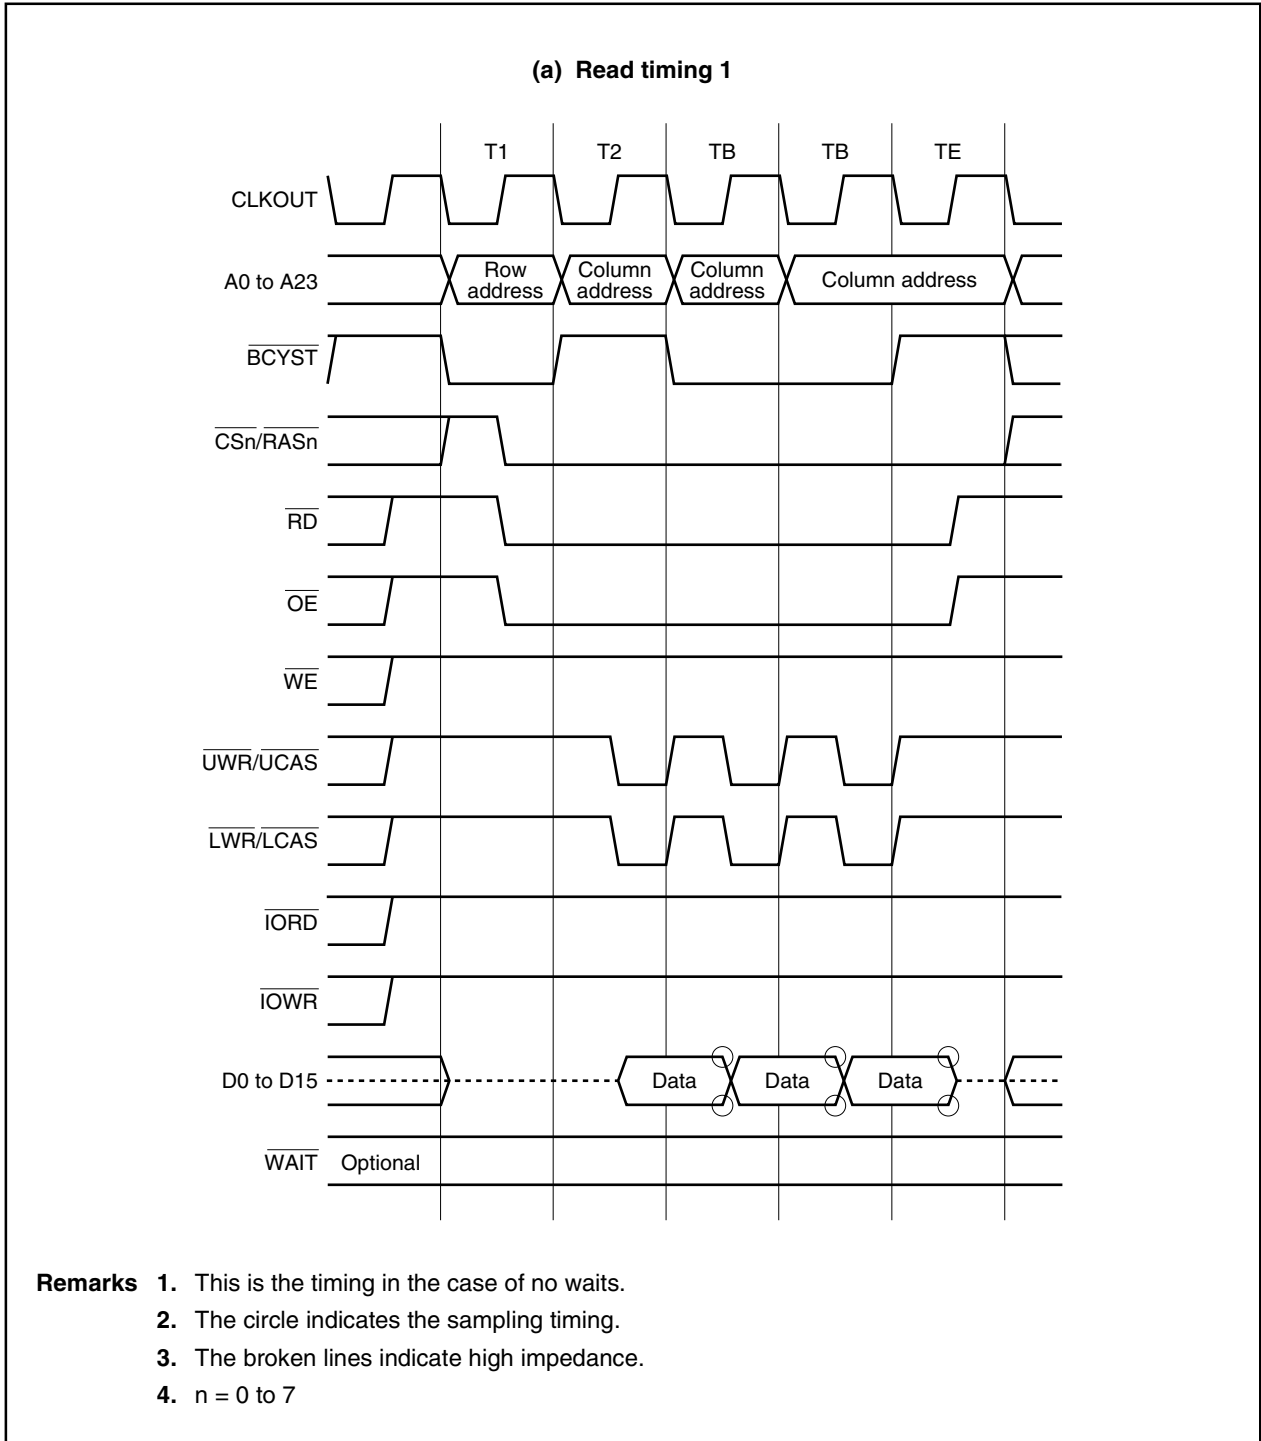 (a) Read timing 1
T1 T2 TB TB TE
CLKOUT
A0 to A23
Row address
Column address
Column address
Column address
BCYST
CSn/RASn
RD
OE
WE
UWR/UCAS
LWR/LCAS
IORD
IOWR
D0 to D15 Data Data Data
WAIT Optional
Remarks 1. This is the timing in the case of no waits.
2. The circle indicates the sampling timing.
3. The broken lines indicate high impedance.
4. n = 0 to 7